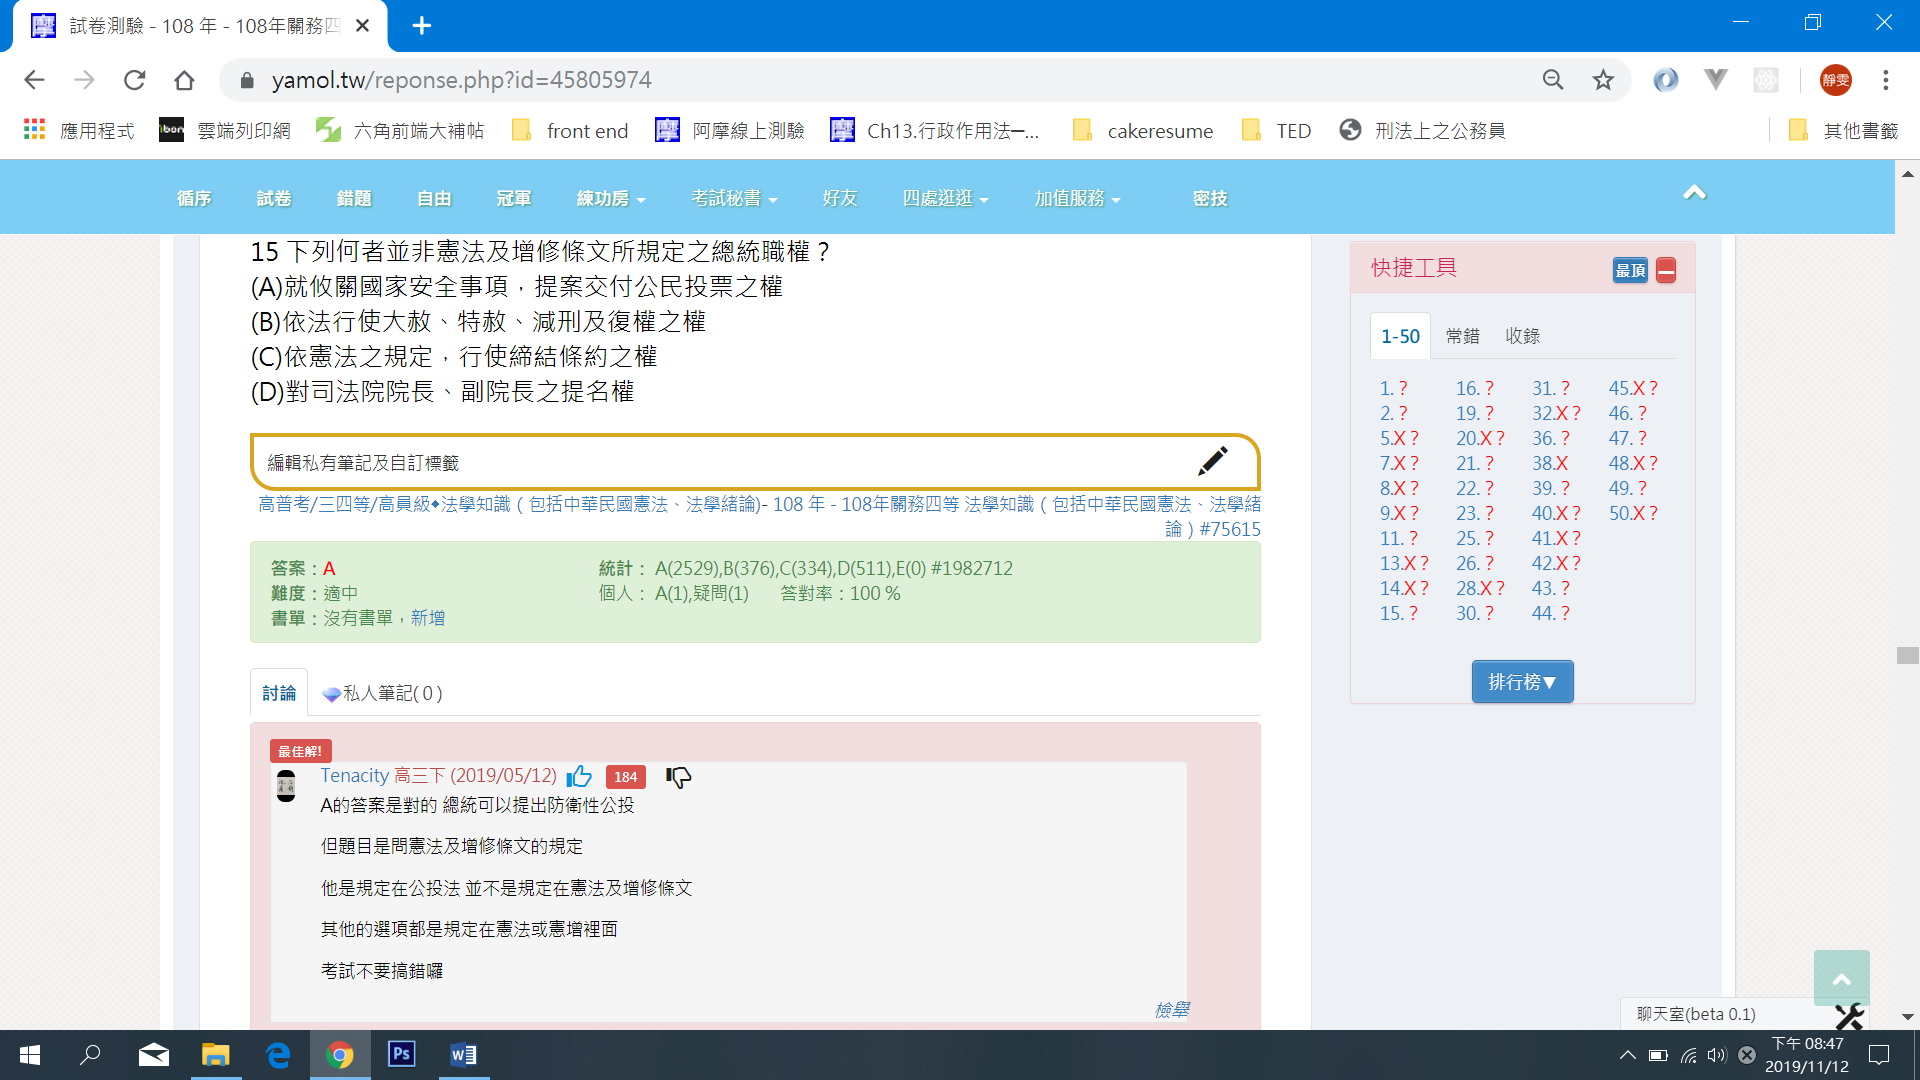 試卷測驗 - 108 年 - 108年關務四
yamol.tw/reponse.php?id=45805974
靜雯
應用程式 ibon 雲端列印網 六角前端大補帖 front end 摩 阿摩線上測驗 摩 Ch13.行政作用法─... cakeresume TED 刑法上之公務員 其他書籤
循序 試卷 錯題 自由 冠軍 練功房 考試秘書 好友 四處逛逛 加值服務 密技
15 下列何者並非憲法及增修條文所規定之總統職權？
(A)就攸關國家安全事項，提案交付公民投票之權
(B)依法行使大赦、特赦、減刑及復權之權
(C)依憲法之規定，行使締結條約之權
(D)對司法院院長、副院長之提名權
編輯私有筆記及自訂標籤
高普考/三四等/高員級◆法學知識（包括中華民國憲法、法學緒論)- 108 年 - 108年關務四等 法學知識（包括中華民國憲法、法學緒
論）#75615
答案：A
難度：適中
書單：沒有書單，新增
統計： A(2529),B(376),C(334),D(511),E(0) #1982712
個人： A(1),疑問(1) 答對率：100 %
討論 私人筆記( 0 )
最佳解!
Tenacity 高三下 (2019/05/12) 184
A的答案是對的 總統可以提出防衛性公投
但題目是問憲法及增修條文的規定
他是規定在公投法 並不是規定在憲法及增修條文
其他的選項都是規定在憲法或憲增裡面
考試不要搞錯囉
檢舉
快捷工具 最頂
1-50 常錯 收錄
1. ? 16. ? 31. ? 45.X ?
2. ? 19. ? 32.X ? 46. ?
5.X ? 20.X ? 36. ? 47. ?
7.X ? 21. ? 38.X 48.X ?
8.X ? 22. ? 39. ? 49. ?
9.X ? 23. ? 40.X ? 50.X ?
11. ? 25. ? 41.X ?
13.X ? 26. ? 42.X ?
14.X ? 28.X ? 43. ?
15. ? 30. ? 44. ?
排行榜▼
聊天室(beta 0.1)
Ps
下午 08:47
2019/11/12